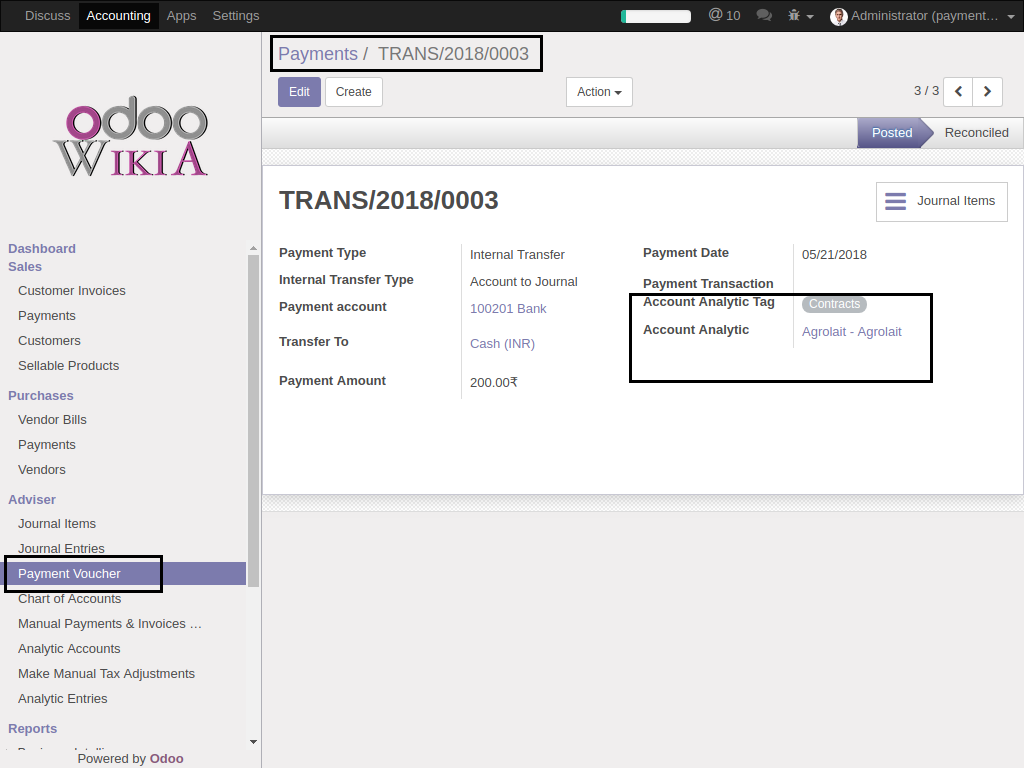 Discuss Accounting Apps Settings @ 10 Administrator (payment…
Payments / TRANS/2018/0003
Edit Create Action 3 / 3
Posted Reconciled
odoo
WIKIA
TRANS/2018/0003
Journal Items
Payment Type Internal Transfer
Internal Transfer Type Account to Journal
Payment account 100201 Bank
Transfer To Cash (INR)
Payment Amount 200.00₹
Payment Date 05/21/2018
Payment Transaction
Account Analytic Tag Contracts
Account Analytic Agrolait - Agrolait
Dashboard
Sales
Customer Invoices
Payments
Customers
Sellable Products
Purchases
Vendor Bills
Payments
Vendors
Adviser
Journal Items
Journal Entries
Payment Voucher
Chart of Accounts
Manual Payments & Invoices …
Analytic Accounts
Make Manual Tax Adjustments
Analytic Entries
Reports
Powered by Odoo